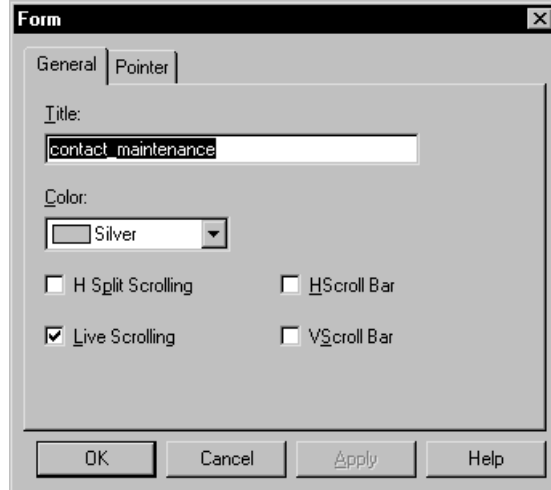 Form
General Pointer
Title:
contact_maintenance
Color:
Silver
H Split Scrolling HScroll Bar
Live Scrolling VScroll Bar
OK Cancel Apply Help